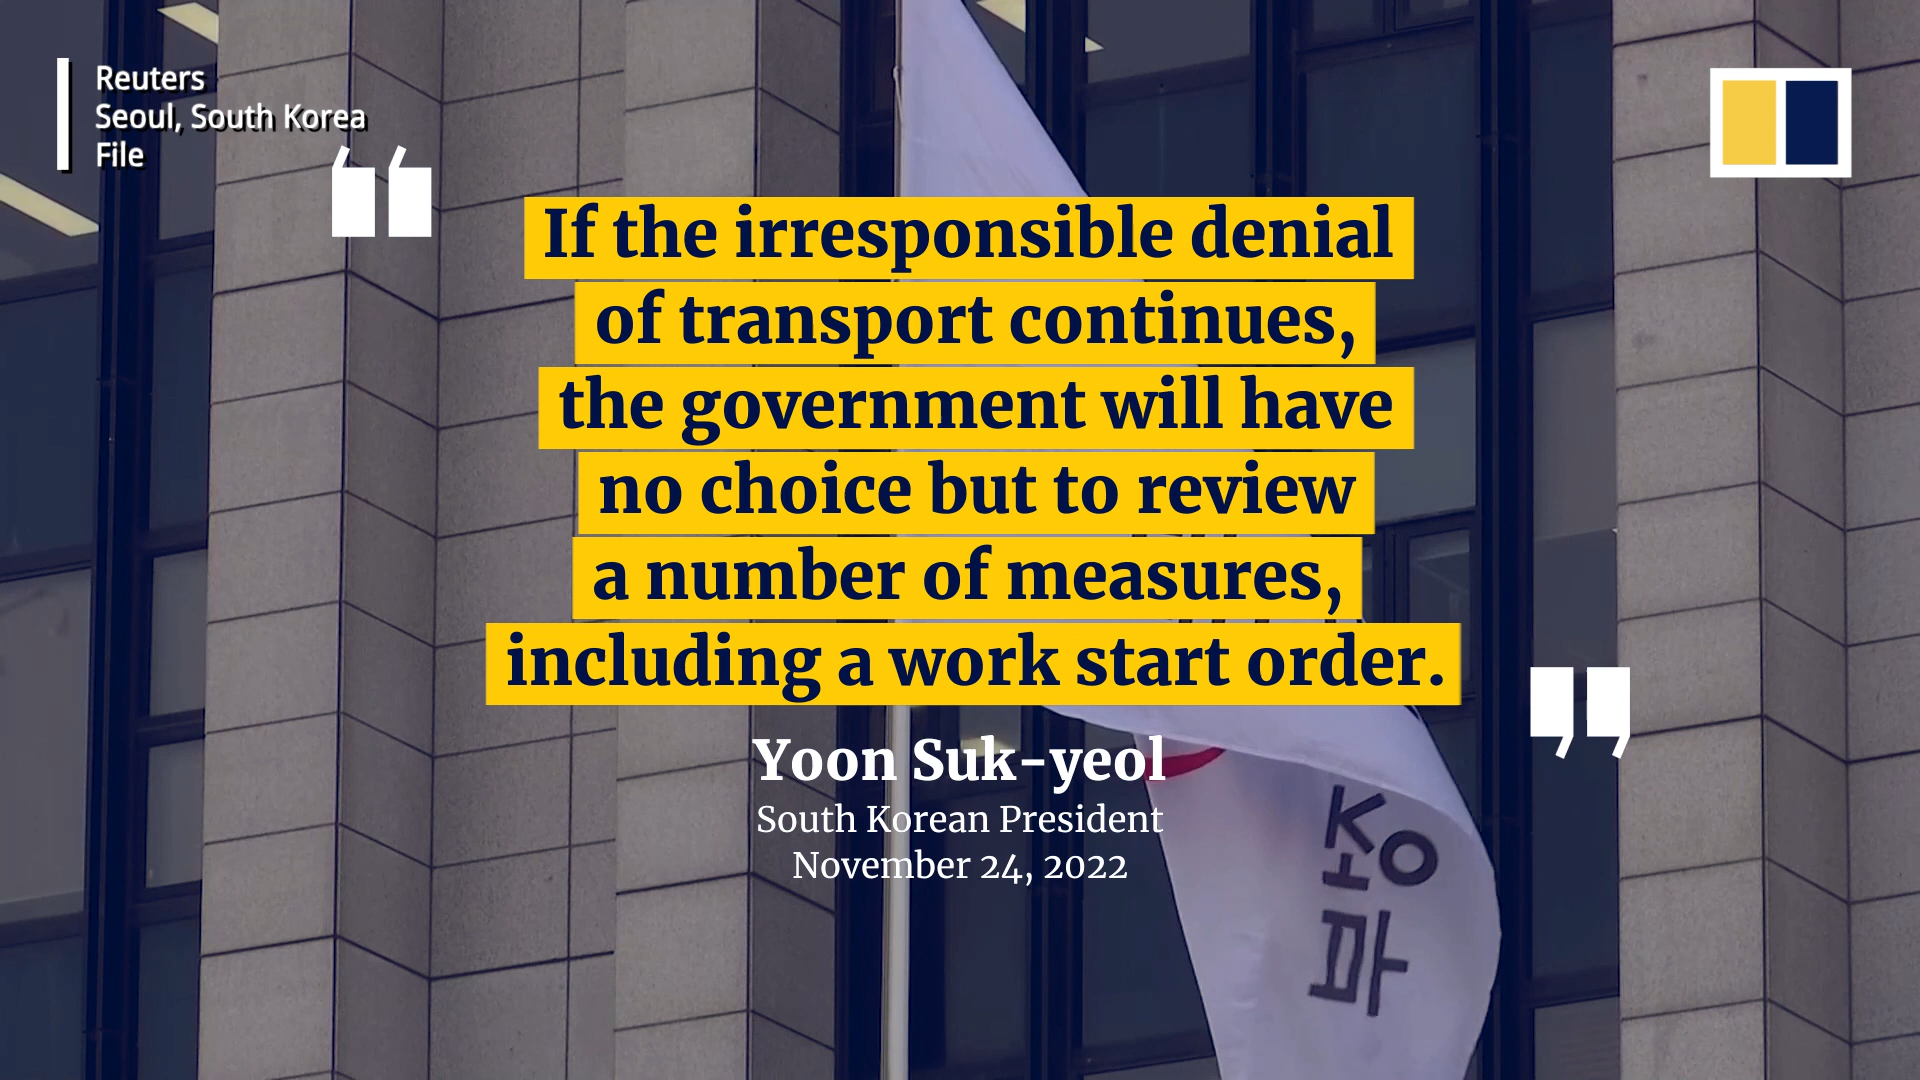 Reuters
Seoul, South Korea
File
If the irresponsible denial
of transport continues,
the government will have
no choice but to review
a number of measures,
including a work start order.
Yoon Suk-yeol
South Korean President
November 24, 2022